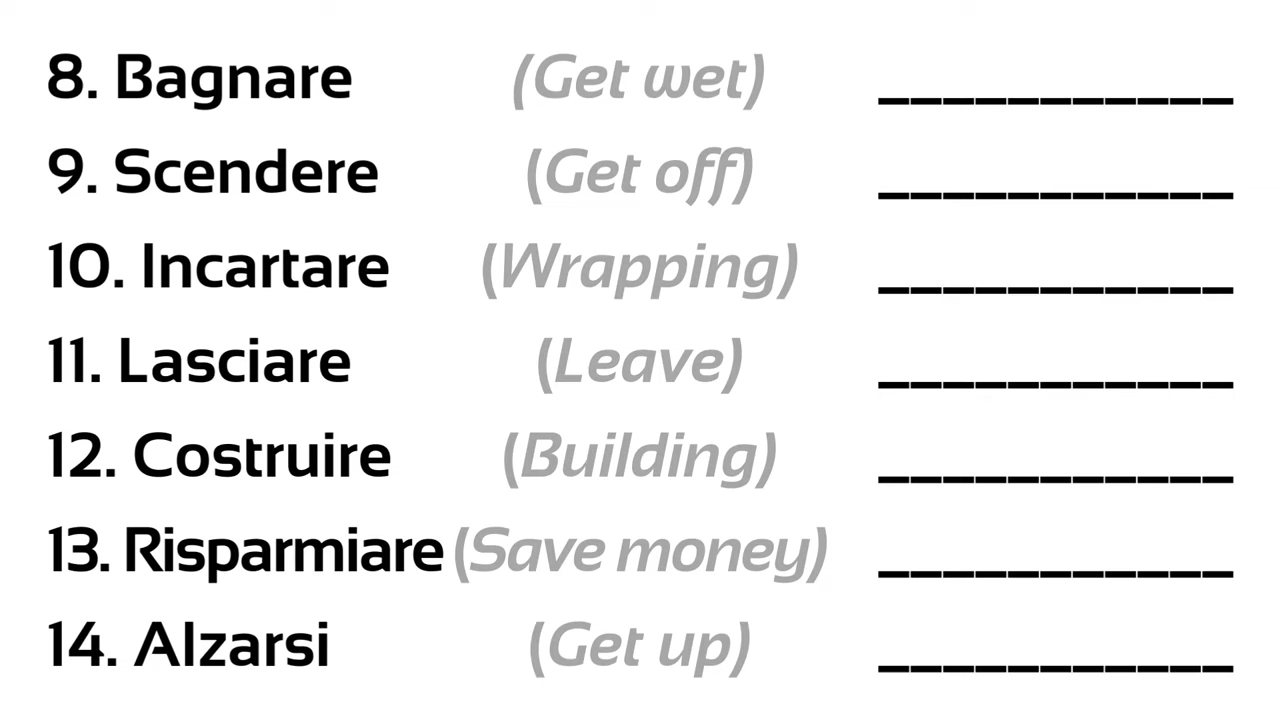 8. Bagnare (Get wet) ___________
9. Scendere (Get off) ___________
10. Incartare (Wrapping) ___________
11. Lasciare (Leave) ___________
12. Costruire (Building) ___________
13. Risparmiare (Save money) ___________
14. Alzarsi (Get up) ___________